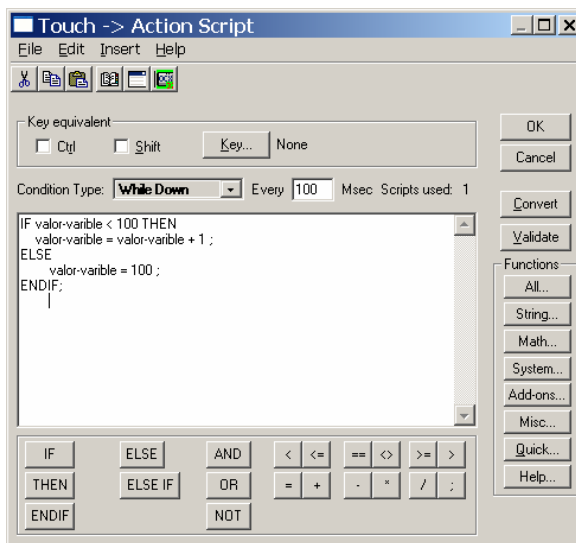 Touch -> Action Script
File Edit Insert Help
Key equivalent
Ctrl Shift Key... None
OK
Cancel
Condition Type: While Down Every 100 Msec Scripts used: 1
Convert
Validate
IF valor-varible < 100 THEN
valor-varible = valor-varible + 1 ;
ELSE
valor-varible = 100 ;
ENDIF;
Functions
All...
String...
Math...
System...
Add-ons...
Misc...
Quick...
Help...
IF ELSE AND < <= == <> >= >
THEN ELSE IF OR = + - * / ;
ENDIF NOT